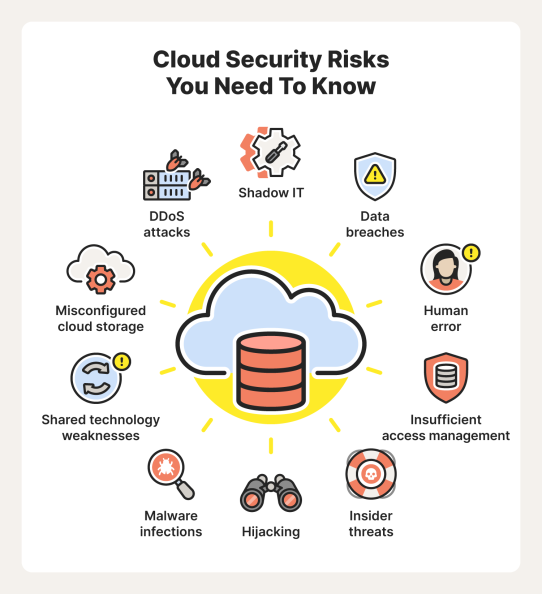 Cloud Security Risks
You Need To Know
Shadow IT
Data
breaches
Human
error
Insufficient
access management
Insider
threats
Hijacking
Malware
infections
Shared technology
weaknesses
Misconfigured
cloud storage
DDoS
attacks